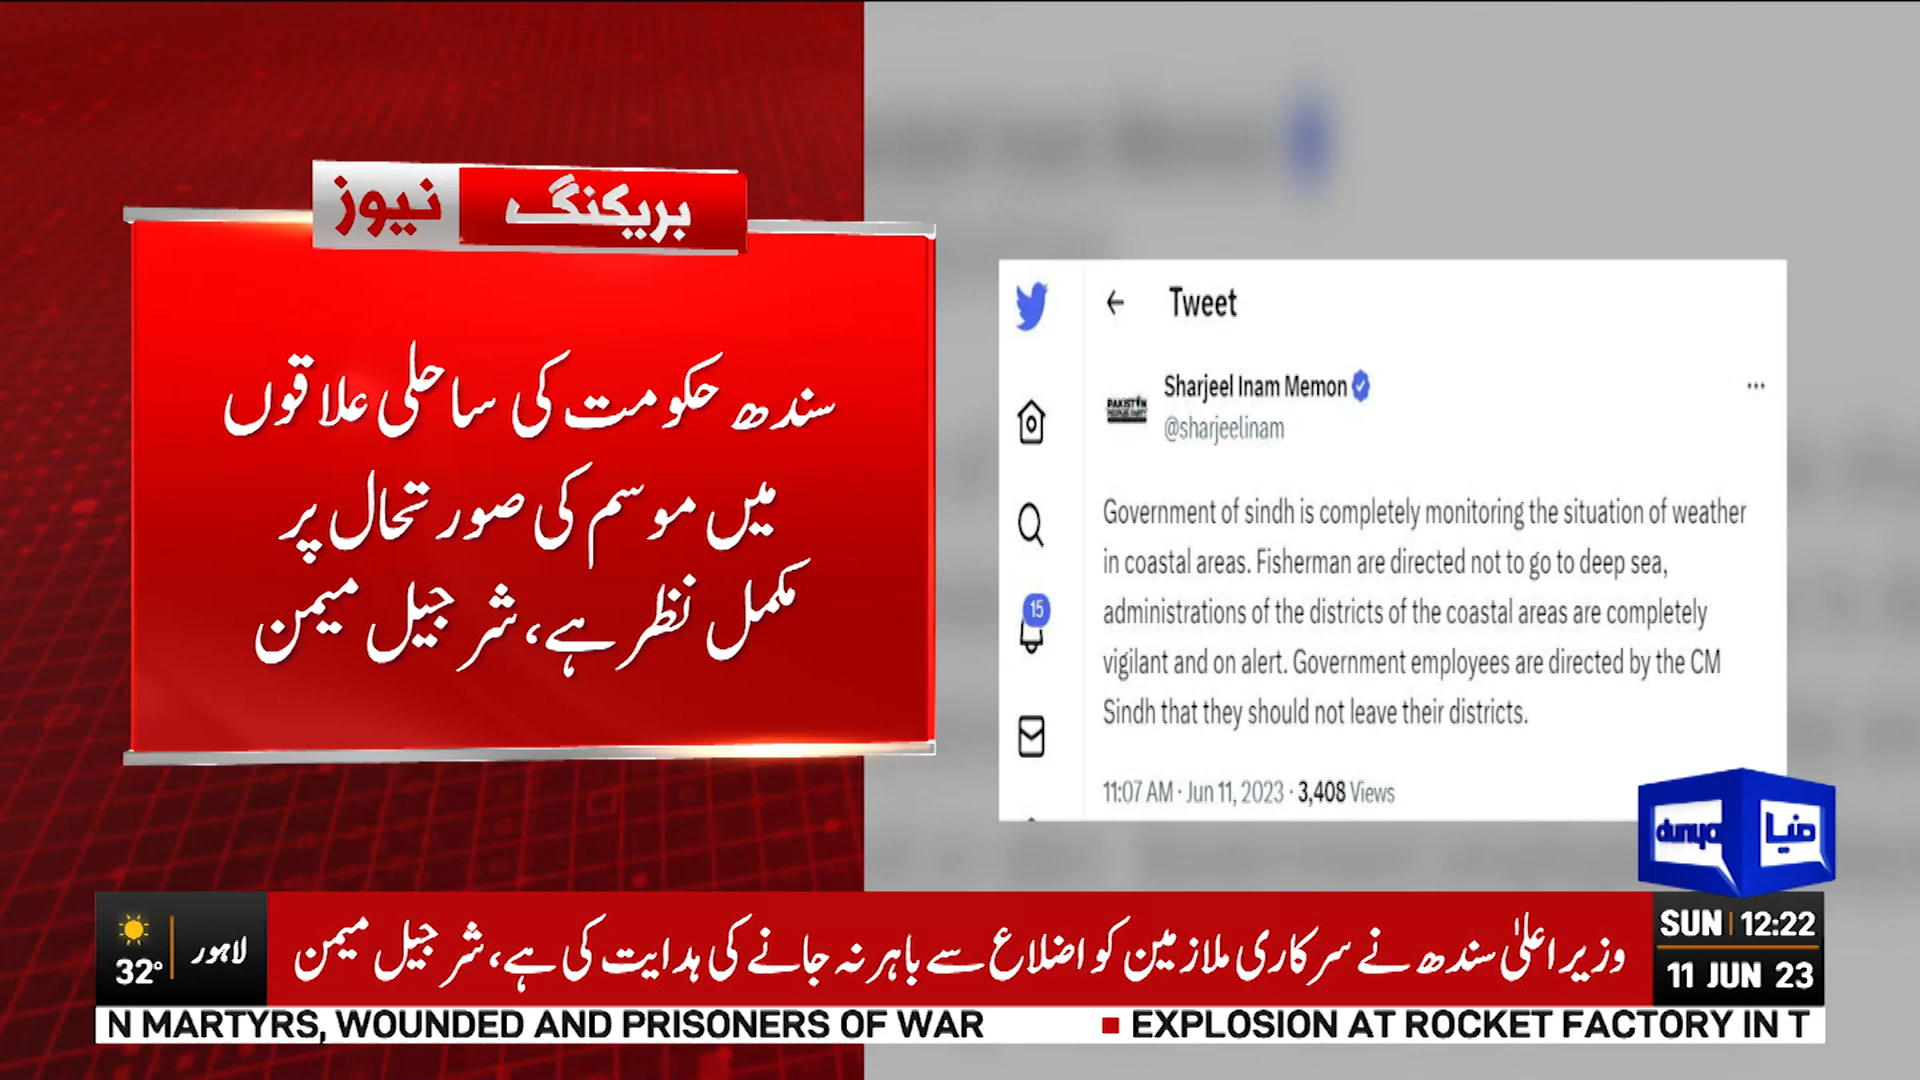 بریکنگ نیوز
سندھ حکومت کی ساحلی علاقوں
میں موسم کی صورتحال پر
مکمل نظر ہے، شرجیل میمن
Tweet
Sharjeel Inam Memon
@sharjeelinam
PAKISTAN
PEOPLES PARTY
Government of sindh is completely monitoring the situation of weather
in coastal areas. Fisherman are directed not to go to deep sea,
administrations of the districts of the coastal areas are completely
vigilant and on alert. Government employees are directed by the CM
Sindh that they should not leave their districts.
15
11:07 AM · Jun 11, 2023 · 3,408 Views
dunya دنیا
وزیراعلیٰ سندھ نے سرکاری ملازمین کو اضلاع سے باہر نہ جانے کی ہدایت کی ہے، شرجیل میمن
لاہور
32°
SUN 12:22
11 JUN 23
N MARTYRS, WOUNDED AND PRISONERS OF WAR
EXPLOSION AT ROCKET FACTORY IN T